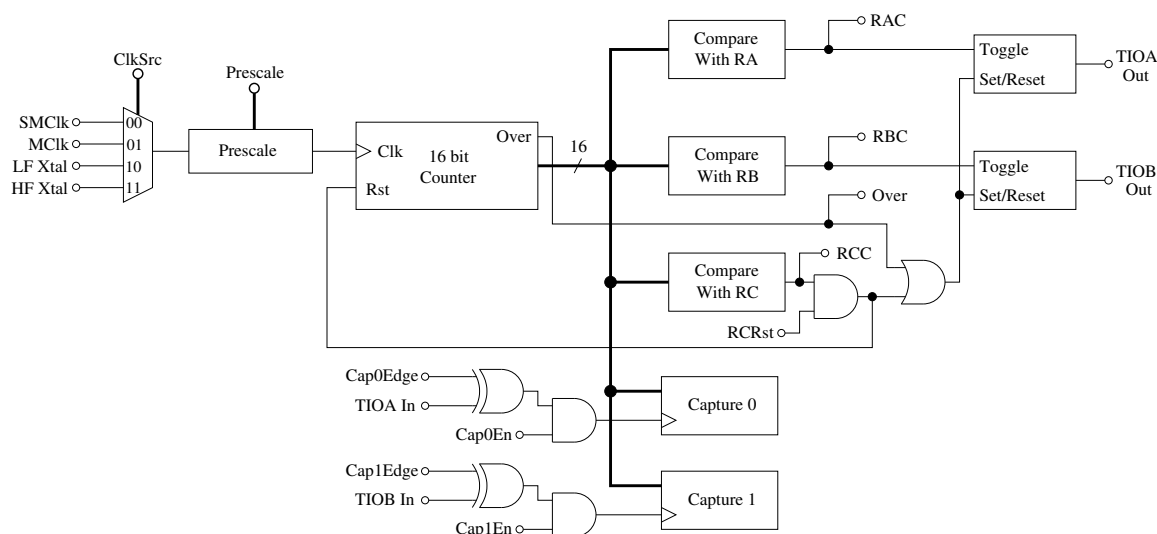 ClkSrc
SMClk
MClk
LF Xtal
HF Xtal
00
01
10
11
Prescale
Prescale
Clk
Rst
16 bit
Counter
Over
16
Compare
With RA
RAC
Toggle
Set/Reset
TIOA
Out
Compare
With RB
RBC
Toggle
Set/Reset
TIOB
Out
Over
Compare
With RC
RCC
RCRst
Cap0Edge
TIOA In
Cap0En
Capture 0
Cap1Edge
TIOB In
Cap1En
Capture 1